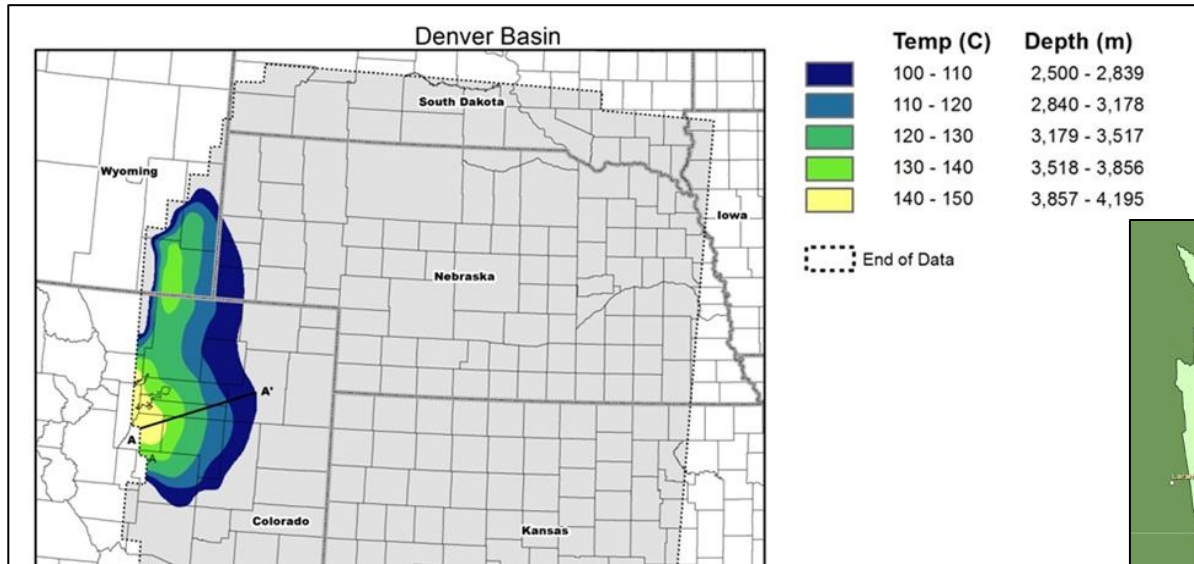 Denver Basin
Temp (C) Depth (m)
100 - 110 2,500 - 2,839
110 - 120 2,840 - 3,178
120 - 130 3,179 - 3,517
130 - 140 3,518 - 3,856
140 - 150 3,857 - 4,195
End of Data
South Dakota
Wyoming
Iowa
Nebraska
A'
A
A
Colorado
Kansas